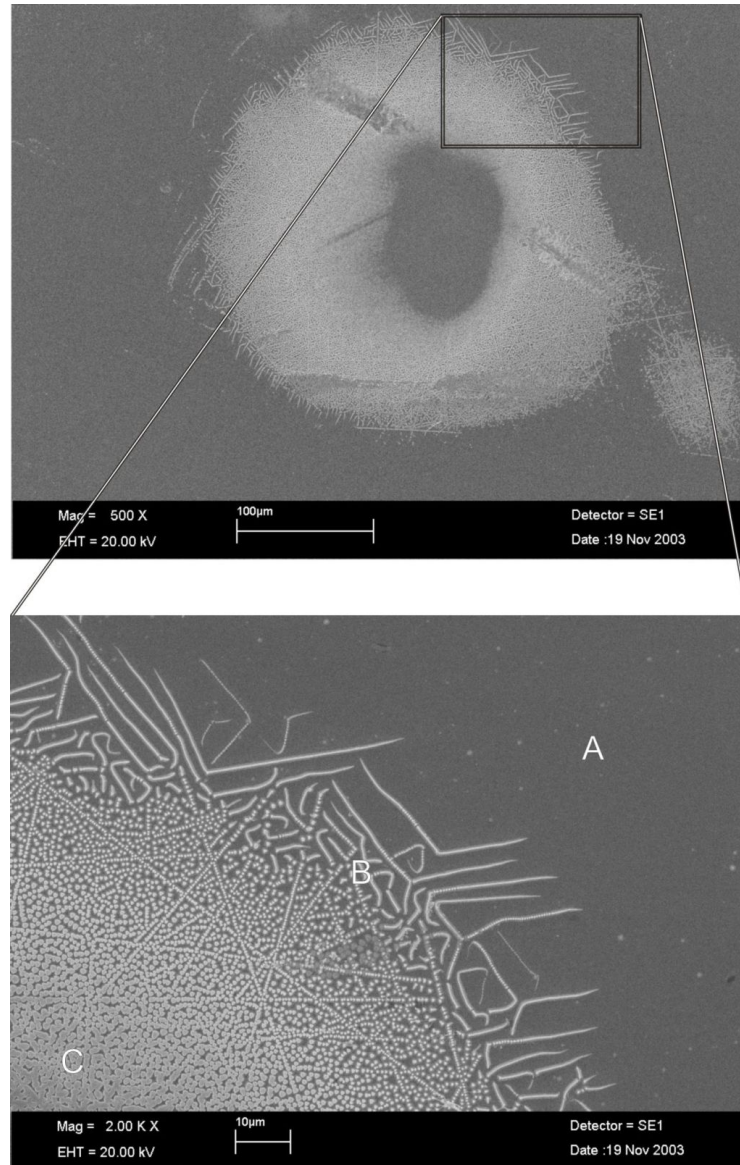 Mag = 500 X
100µm
Detector = SE1
EHT = 20.00 kV
Date :19 Nov 2003
A
B
C
Mag = 2.00 K X
10µm
Detector = SE1
EHT = 20.00 kV
Date :19 Nov 2003